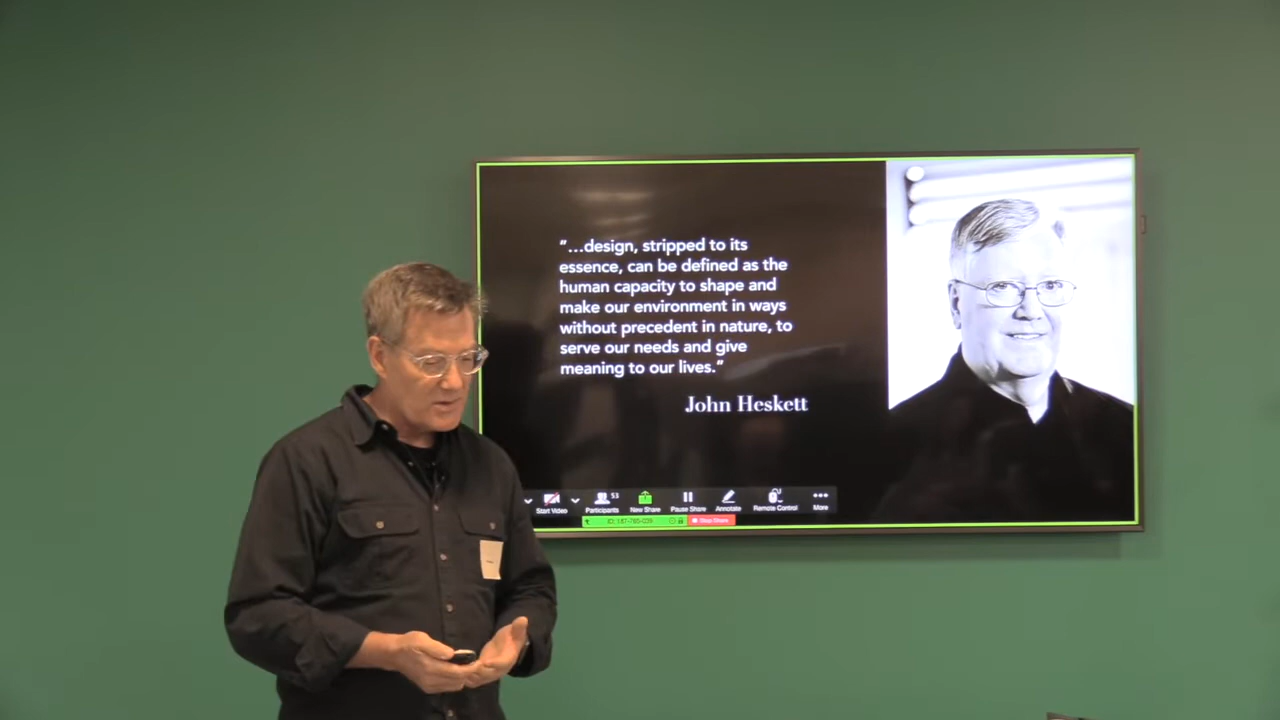 “...design, stripped to its
essence, can be defined as the
human capacity to shape and
make our environment in ways
without precedent in nature, to
serve our needs and give
meaning to our lives.”
John Heskett
53
Start Video
Participants
New Share
Pause Share
Annotate
Remote Control
More
Stop Share